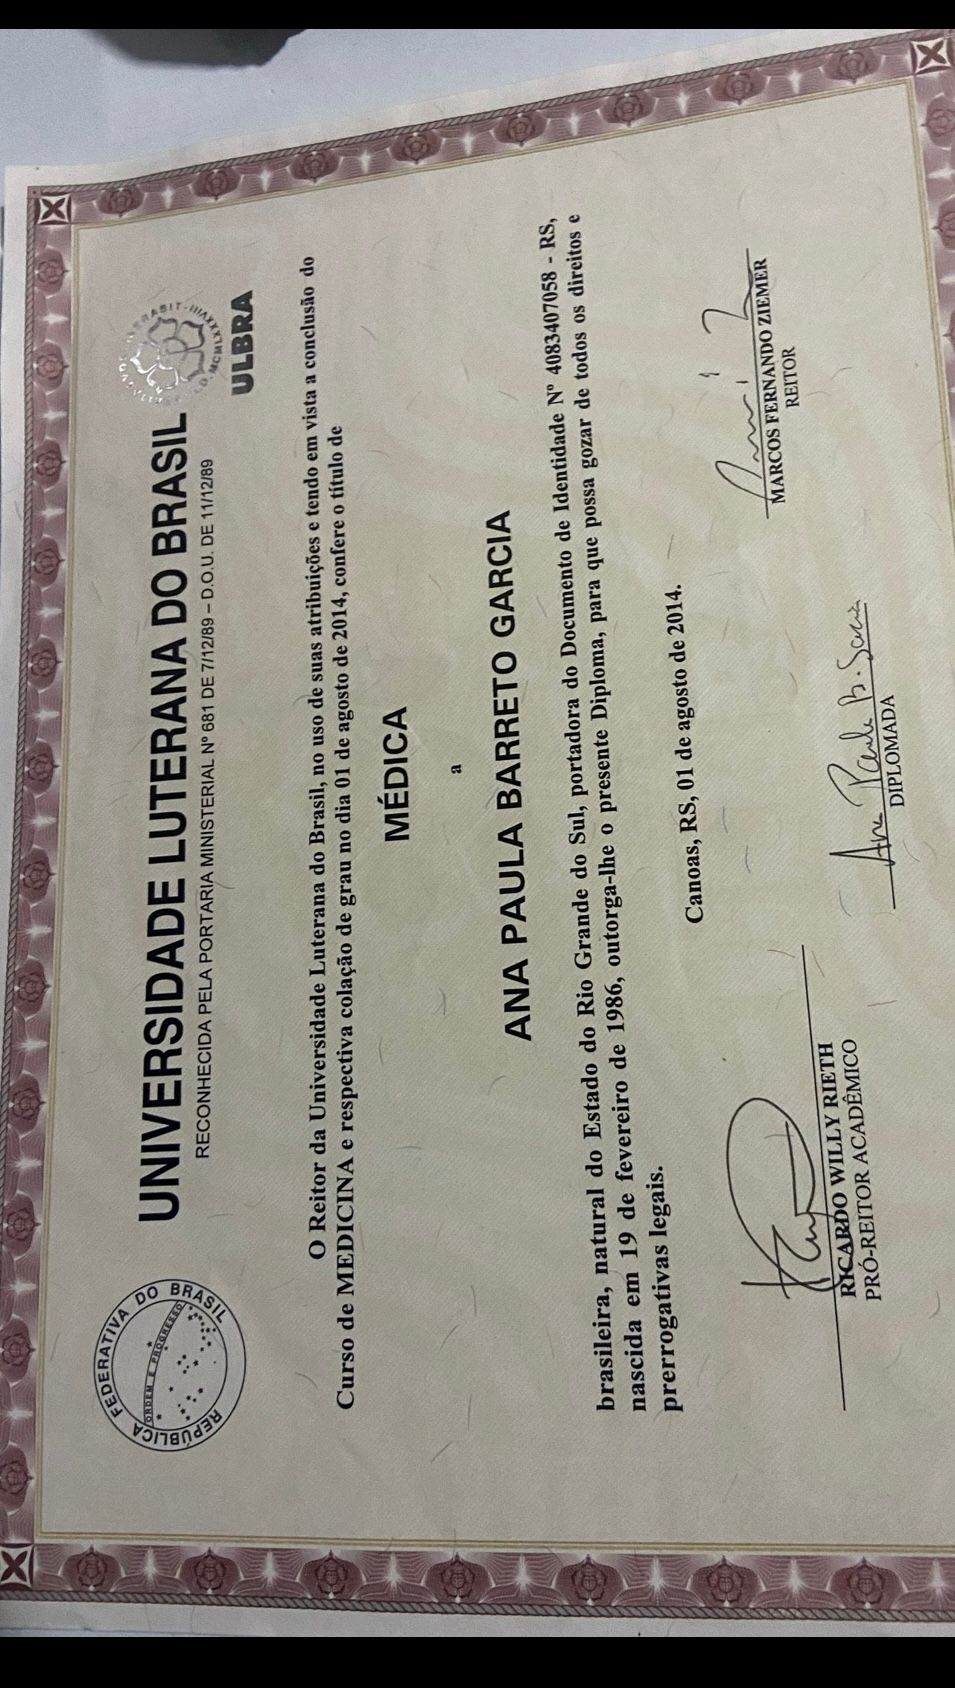 REPÚBLICA FEDERATIVA DO BRASIL
ORDEM E PROGRESSO
UNIVERSIDADE LUTERANA DO BRASIL
RECONHECIDA PELA PORTARIA MINISTERIAL Nº 681 DE 7/12/89 – D.O.U. DE 11/12/89
ULBRA
O Reitor da Universidade Luterana do Brasil, no uso de suas atribuições e tendo em vista a conclusão do
Curso de MEDICINA e respectiva colação de grau no dia 01 de agosto de 2014, confere o título de
MÉDICA
a
ANA PAULA BARRETO GARCIA
brasileira, natural do Estado do Rio Grande do Sul, portadora do Documento de Identidade Nº 4083407058 - RS,
nascida em 19 de fevereiro de 1986, outorga-lhe o presente Diploma, para que possa gozar de todos os direitos e
prerrogativas legais.
Canoas, RS, 01 de agosto de 2014.
RICARDO WILLY RIETH
PRÓ-REITOR ACADÊMICO
Ana Paula B. Garcia
DIPLOMADA
MARCOS FERNANDO ZIEMER
REITOR